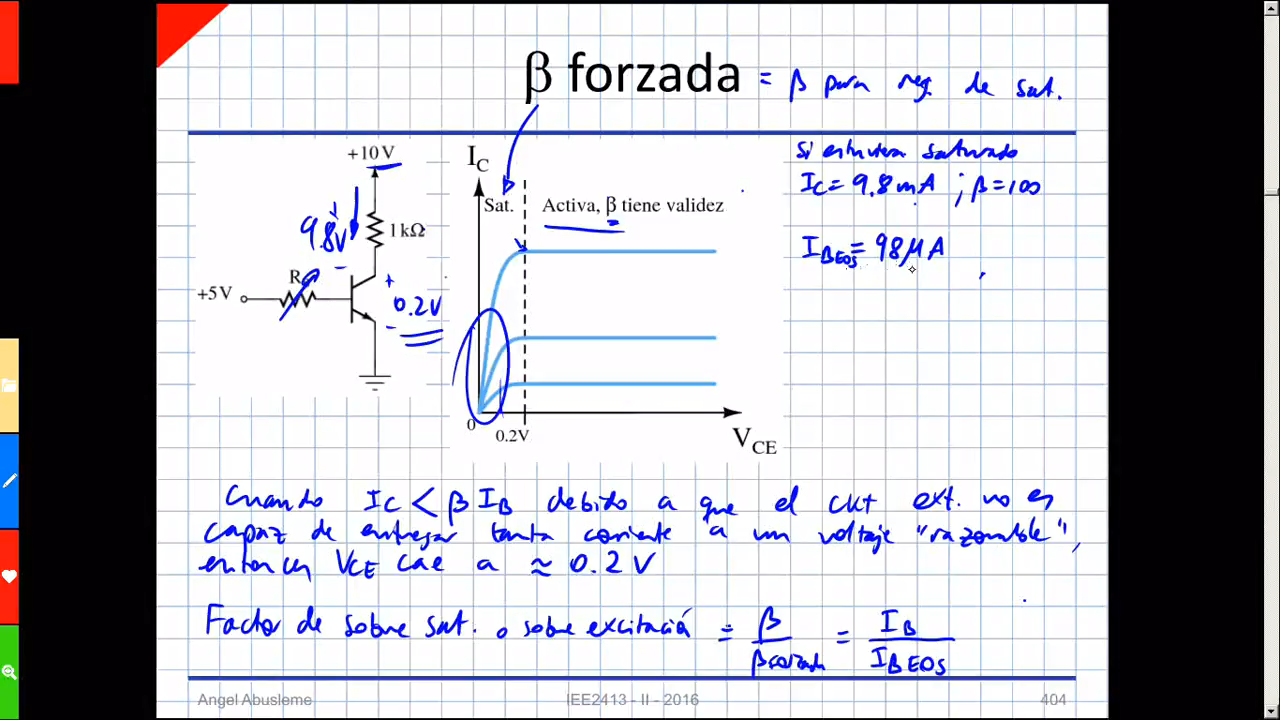 β forzada = β para reg. de sat.
+10V
9.8V
1kΩ
R
+5V
0.2V
I_C
Sat.
Activa, β tiene validez
0
0.2V
V_CE
Si estuviera saturado
I_C = 9.8mA ; β=100
I_BEOS = 98μA
Cuando I_C < β I_B debido a que el ckt ext. no es
capaz de entregar tanta corriente a un voltaje "razonable",
entonces V_CE cae a ≈ 0.2V
Factor de sobre sat. o sobre excitación = β/βforzada = I_B/I_BEOS
Angel Abusleme
IEE2413 - II - 2016
404